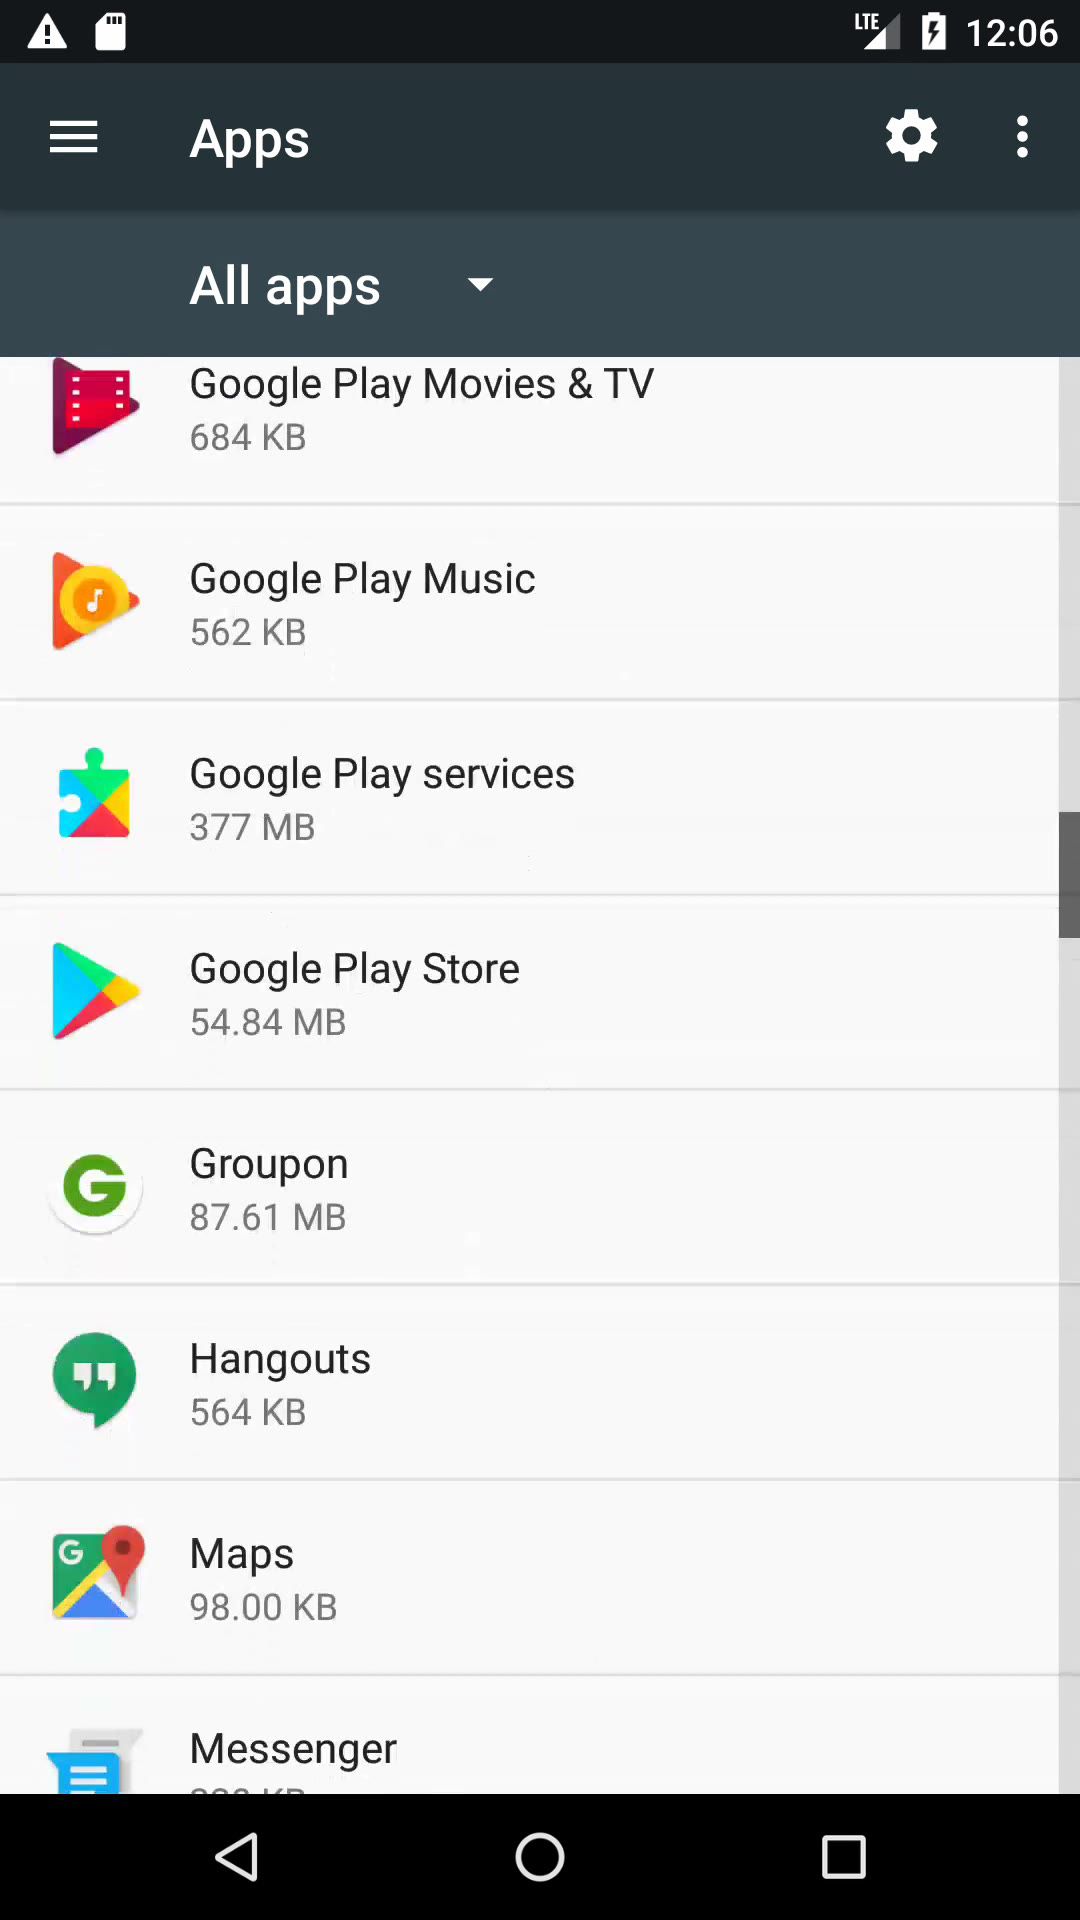 LTE 12:06
Apps
All apps
Google Play Movies & TV
684 KB
Google Play Music
562 KB
Google Play services
377 MB
Google Play Store
54.84 MB
G
Groupon
87.61 MB
Hangouts
564 KB
G
Maps
98.00 KB
Messenger